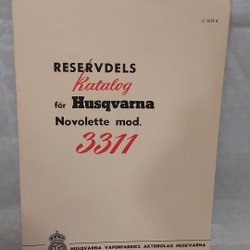 RESERVDELS
Katalog
för Husqvarna
Novolette mod.
3311
HUSQVARNA VAPENFABRIKS AKTIEBOLAG HUSKVARNA